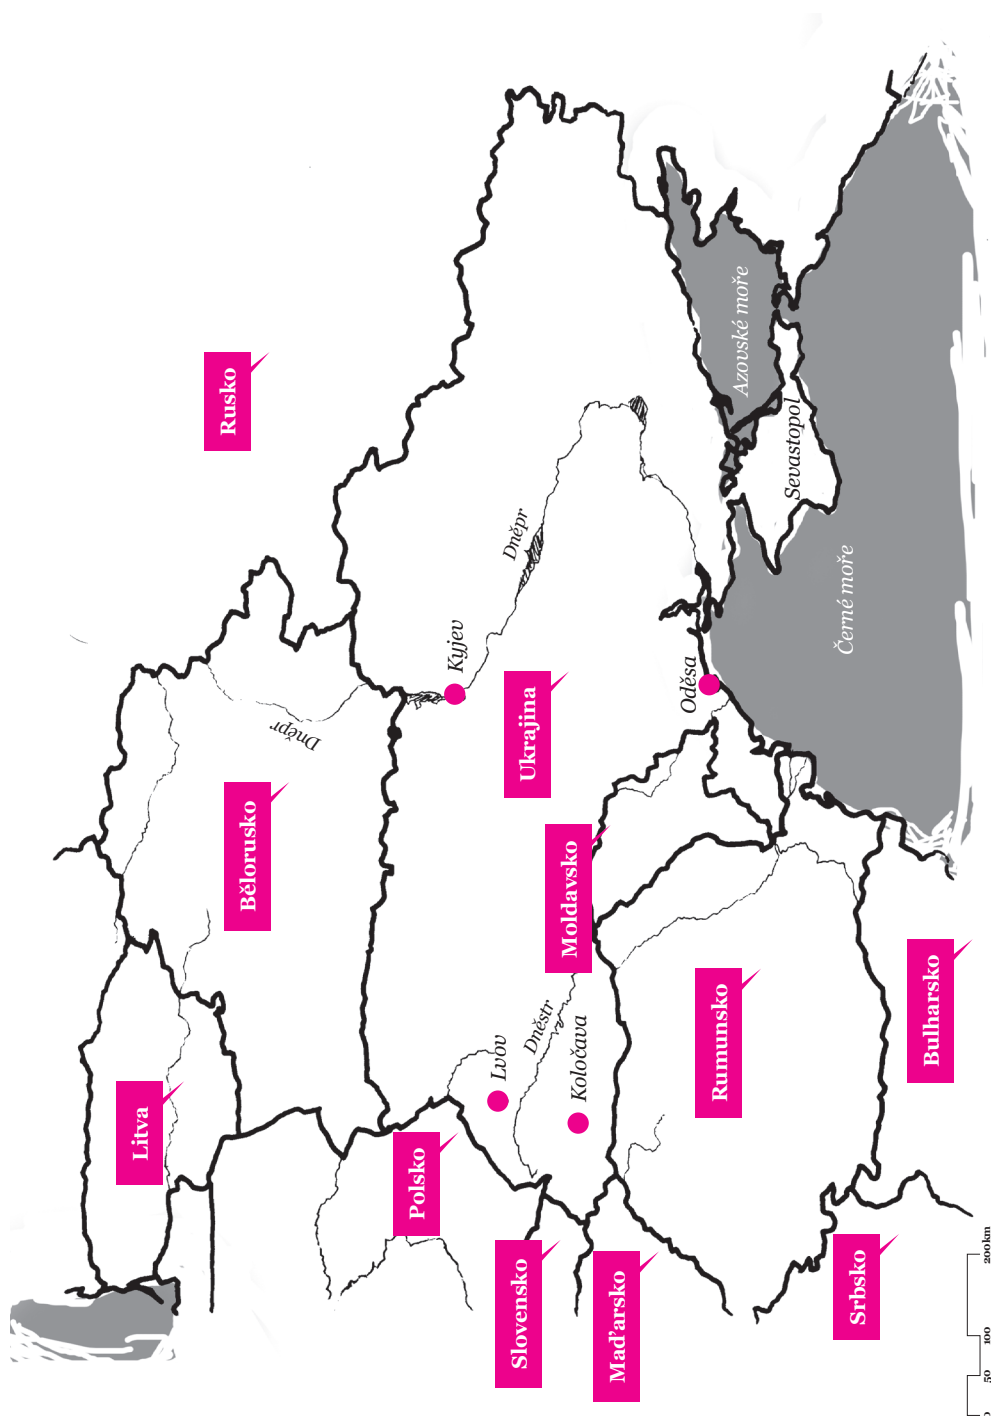 Litva
Bělorusko
Rusko
Dněpr
Polsko
Kyjev
Dněpr
Lvov
Ukrajina
Slovensko
Dněstr
Moldavsko
Koločava
Maďarsko
Oděsa
Rumunsko
Azovské moře
Sevastopol
Černé moře
Srbsko
Bulharsko
0 50 100 200 km